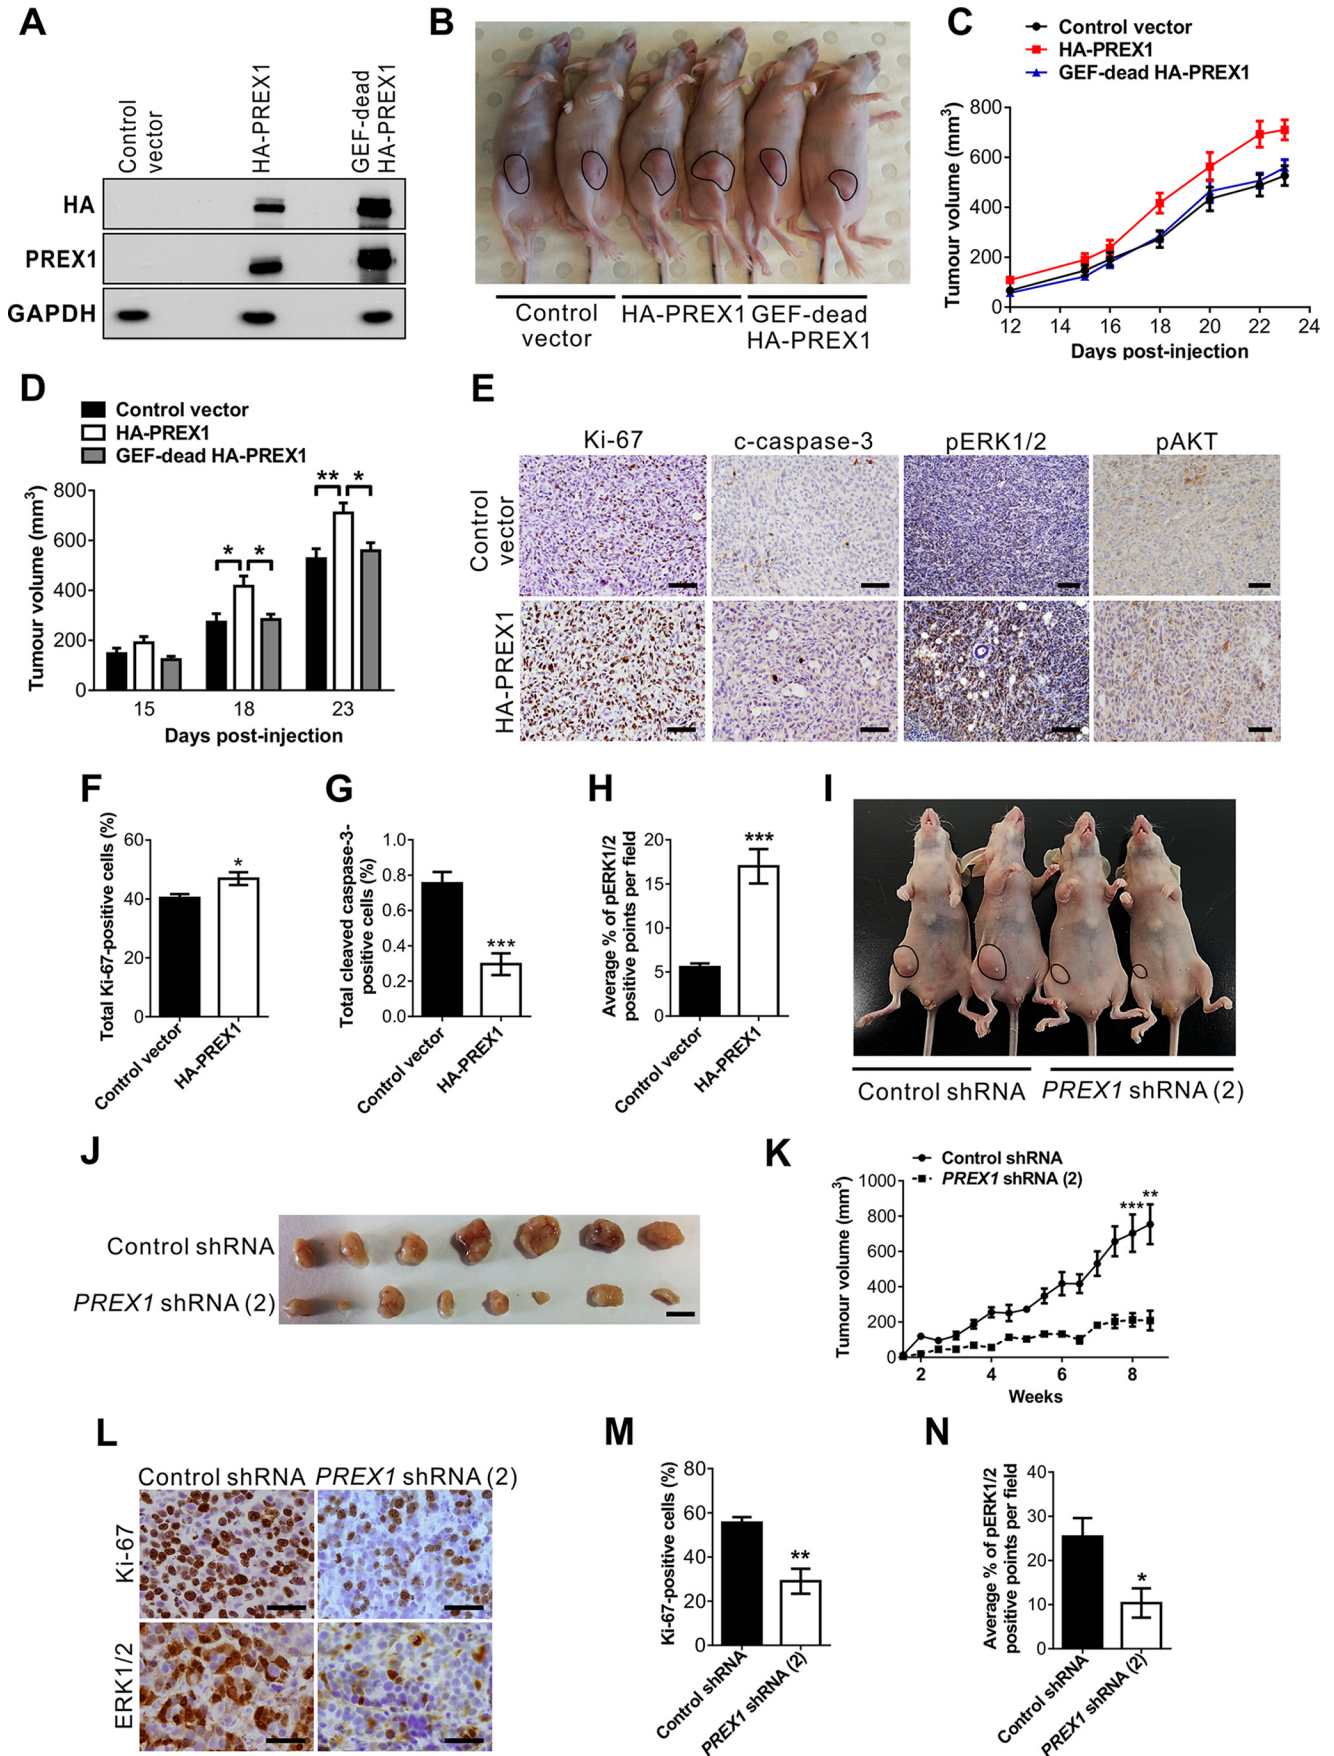 A
Control
vector
HA-PREX1
GEF-dead
HA-PREX1
HA
PREX1
GAPDH
B
Control
vector
HA-PREX1
GEF-dead
HA-PREX1
C
Control vector
HA-PREX1
GEF-dead HA-PREX1
Tumour volume (mm³)
800
600
400
200
0
12 14 16 18 20 22 24
Days post-injection
D
Control vector
HA-PREX1
GEF-dead HA-PREX1
Tumour volume (mm³)
800
600
400
200
0
* * ** *
15 18 23
Days post-injection
E
Ki-67 c-caspase-3 pERK1/2 pAKT
Control
vector
HA-PREX1
F
Total Ki-67-positive cells (%)
60
40
20
0
*
Control vector
HA-PREX1
G
Total cleaved caspase-3-
positive cells (%)
1.0
0.8
0.6
0.4
0.2
0.0
***
Control vector
HA-PREX1
H
Average % of pERK1/2
positive points per field
20
15
10
5
0
***
Control vector
HA-PREX1
I
Control shRNA PREX1 shRNA (2)
J
Control shRNA
PREX1 shRNA (2)
K
Control shRNA
PREX1 shRNA (2)
Tumour volume (mm³)
1000
800
600
400
200
0
*** **
2 4 6 8
Weeks
L
Control shRNA PREX1 shRNA (2)
Ki-67
ERK1/2
M
Ki-67-positive cells (%)
80
60
40
20
0
**
Control shRNA
PREX1 shRNA (2)
N
Average % of pERK1/2
positive points per field
40
30
20
10
0
*
Control shRNA
PREX1 shRNA (2)